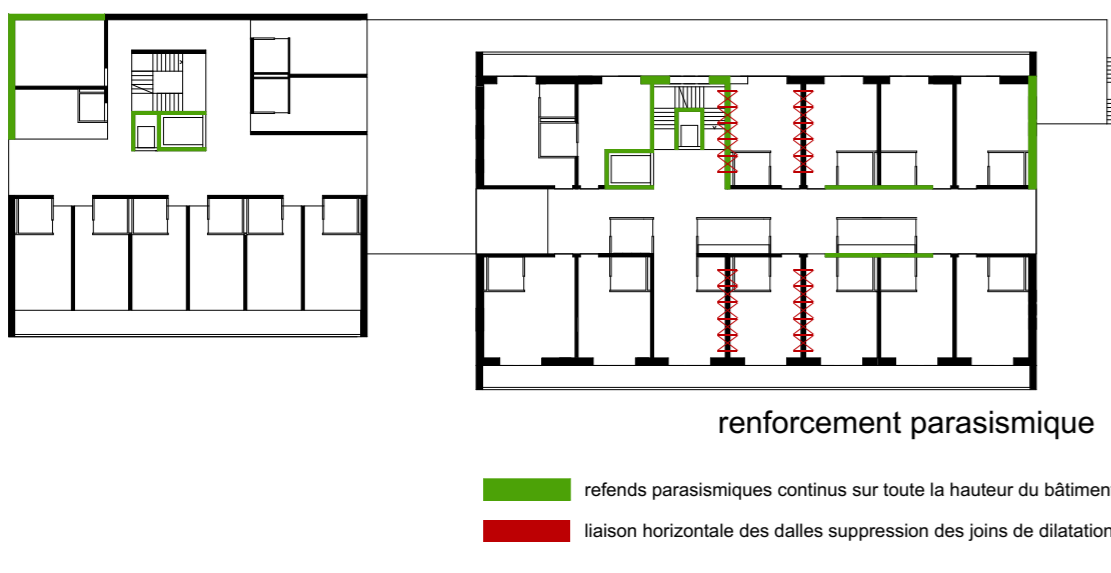 renforcement parasismique
refends parasismiques continus sur toute la hauteur du bâtiment
liaison horizontale des dalles suppression des joins de dilatation